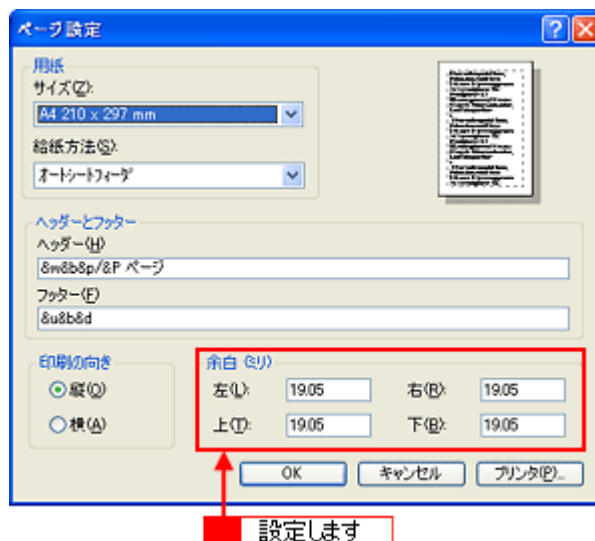 ページ設定
用紙
サイズ(Z):
A4 210 x 297 mm
給紙方法(S):
オートシートフィーダ
ヘッダーとフッター
ヘッダー(H)
&w&b&p/&P ページ
フッター(F)
&u&b&d
印刷の向き
縦(O)
横(A)
余白 (ミリ)
左(L): 19.05 右(R): 19.05
上(T): 19.05 下(B): 19.05
OK キャンセル プリンタ(P)...
設定します